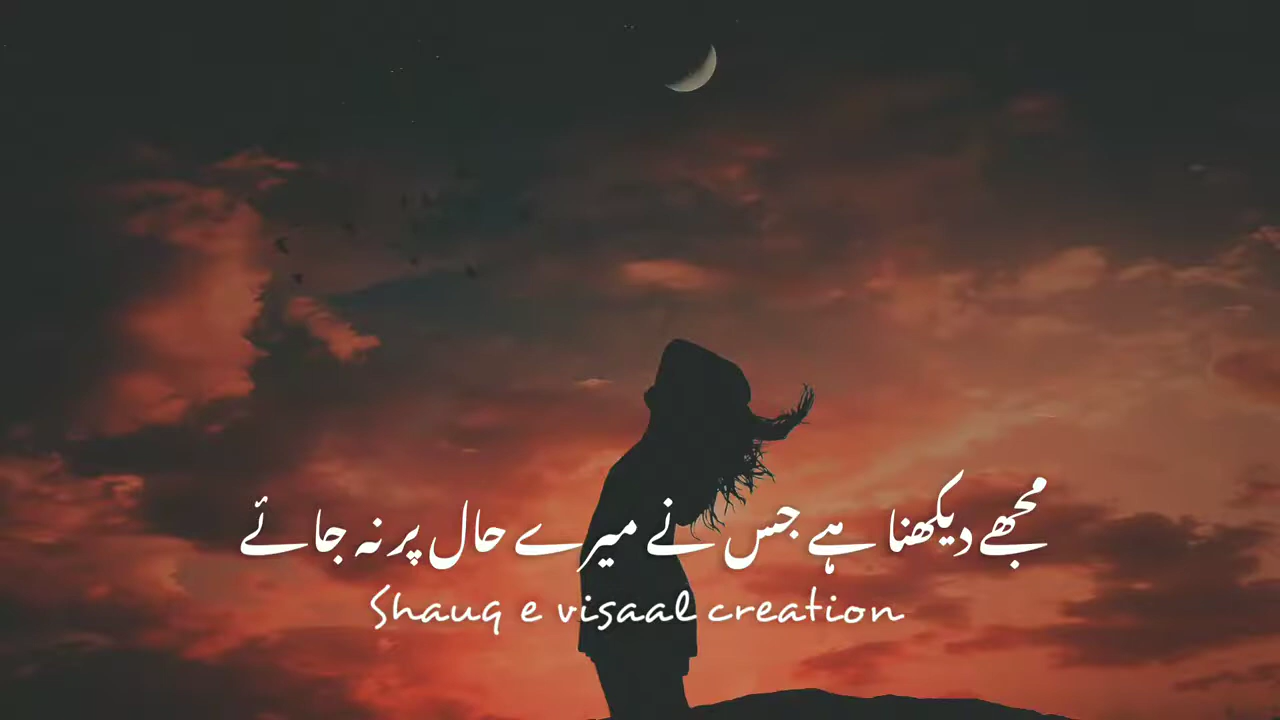 مجھے دیکھنا ہے جس نے میرے حال پر نہ جائے
Shauq e visaal creation